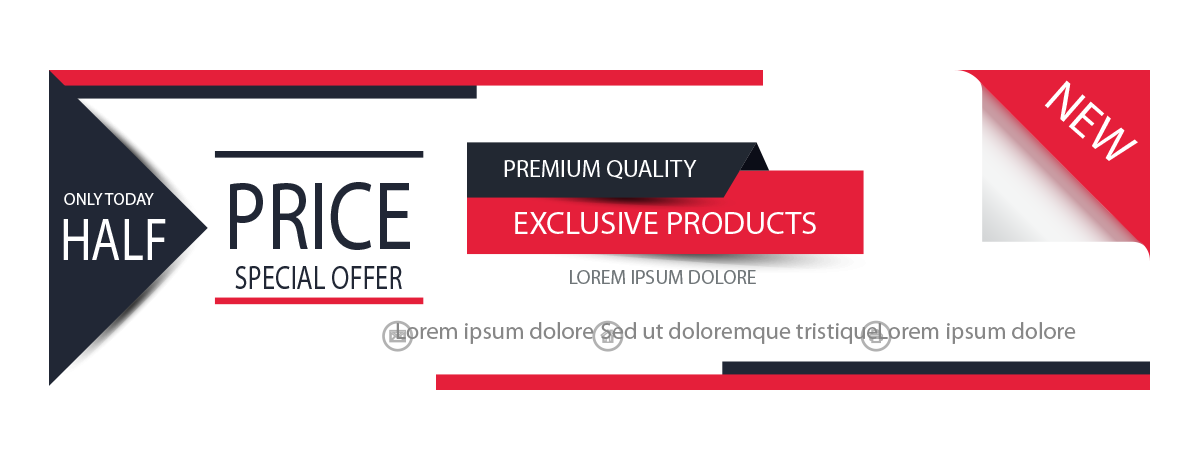 ONLY TODAY
HALF
PRICE
SPECIAL OFFER
PREMIUM QUALITY
EXCLUSIVE PRODUCTS
LOREM IPSUM DOLORE
NEW
Lorem ipsum dolore Sed ut doloremque tristique Lorem ipsum dolore